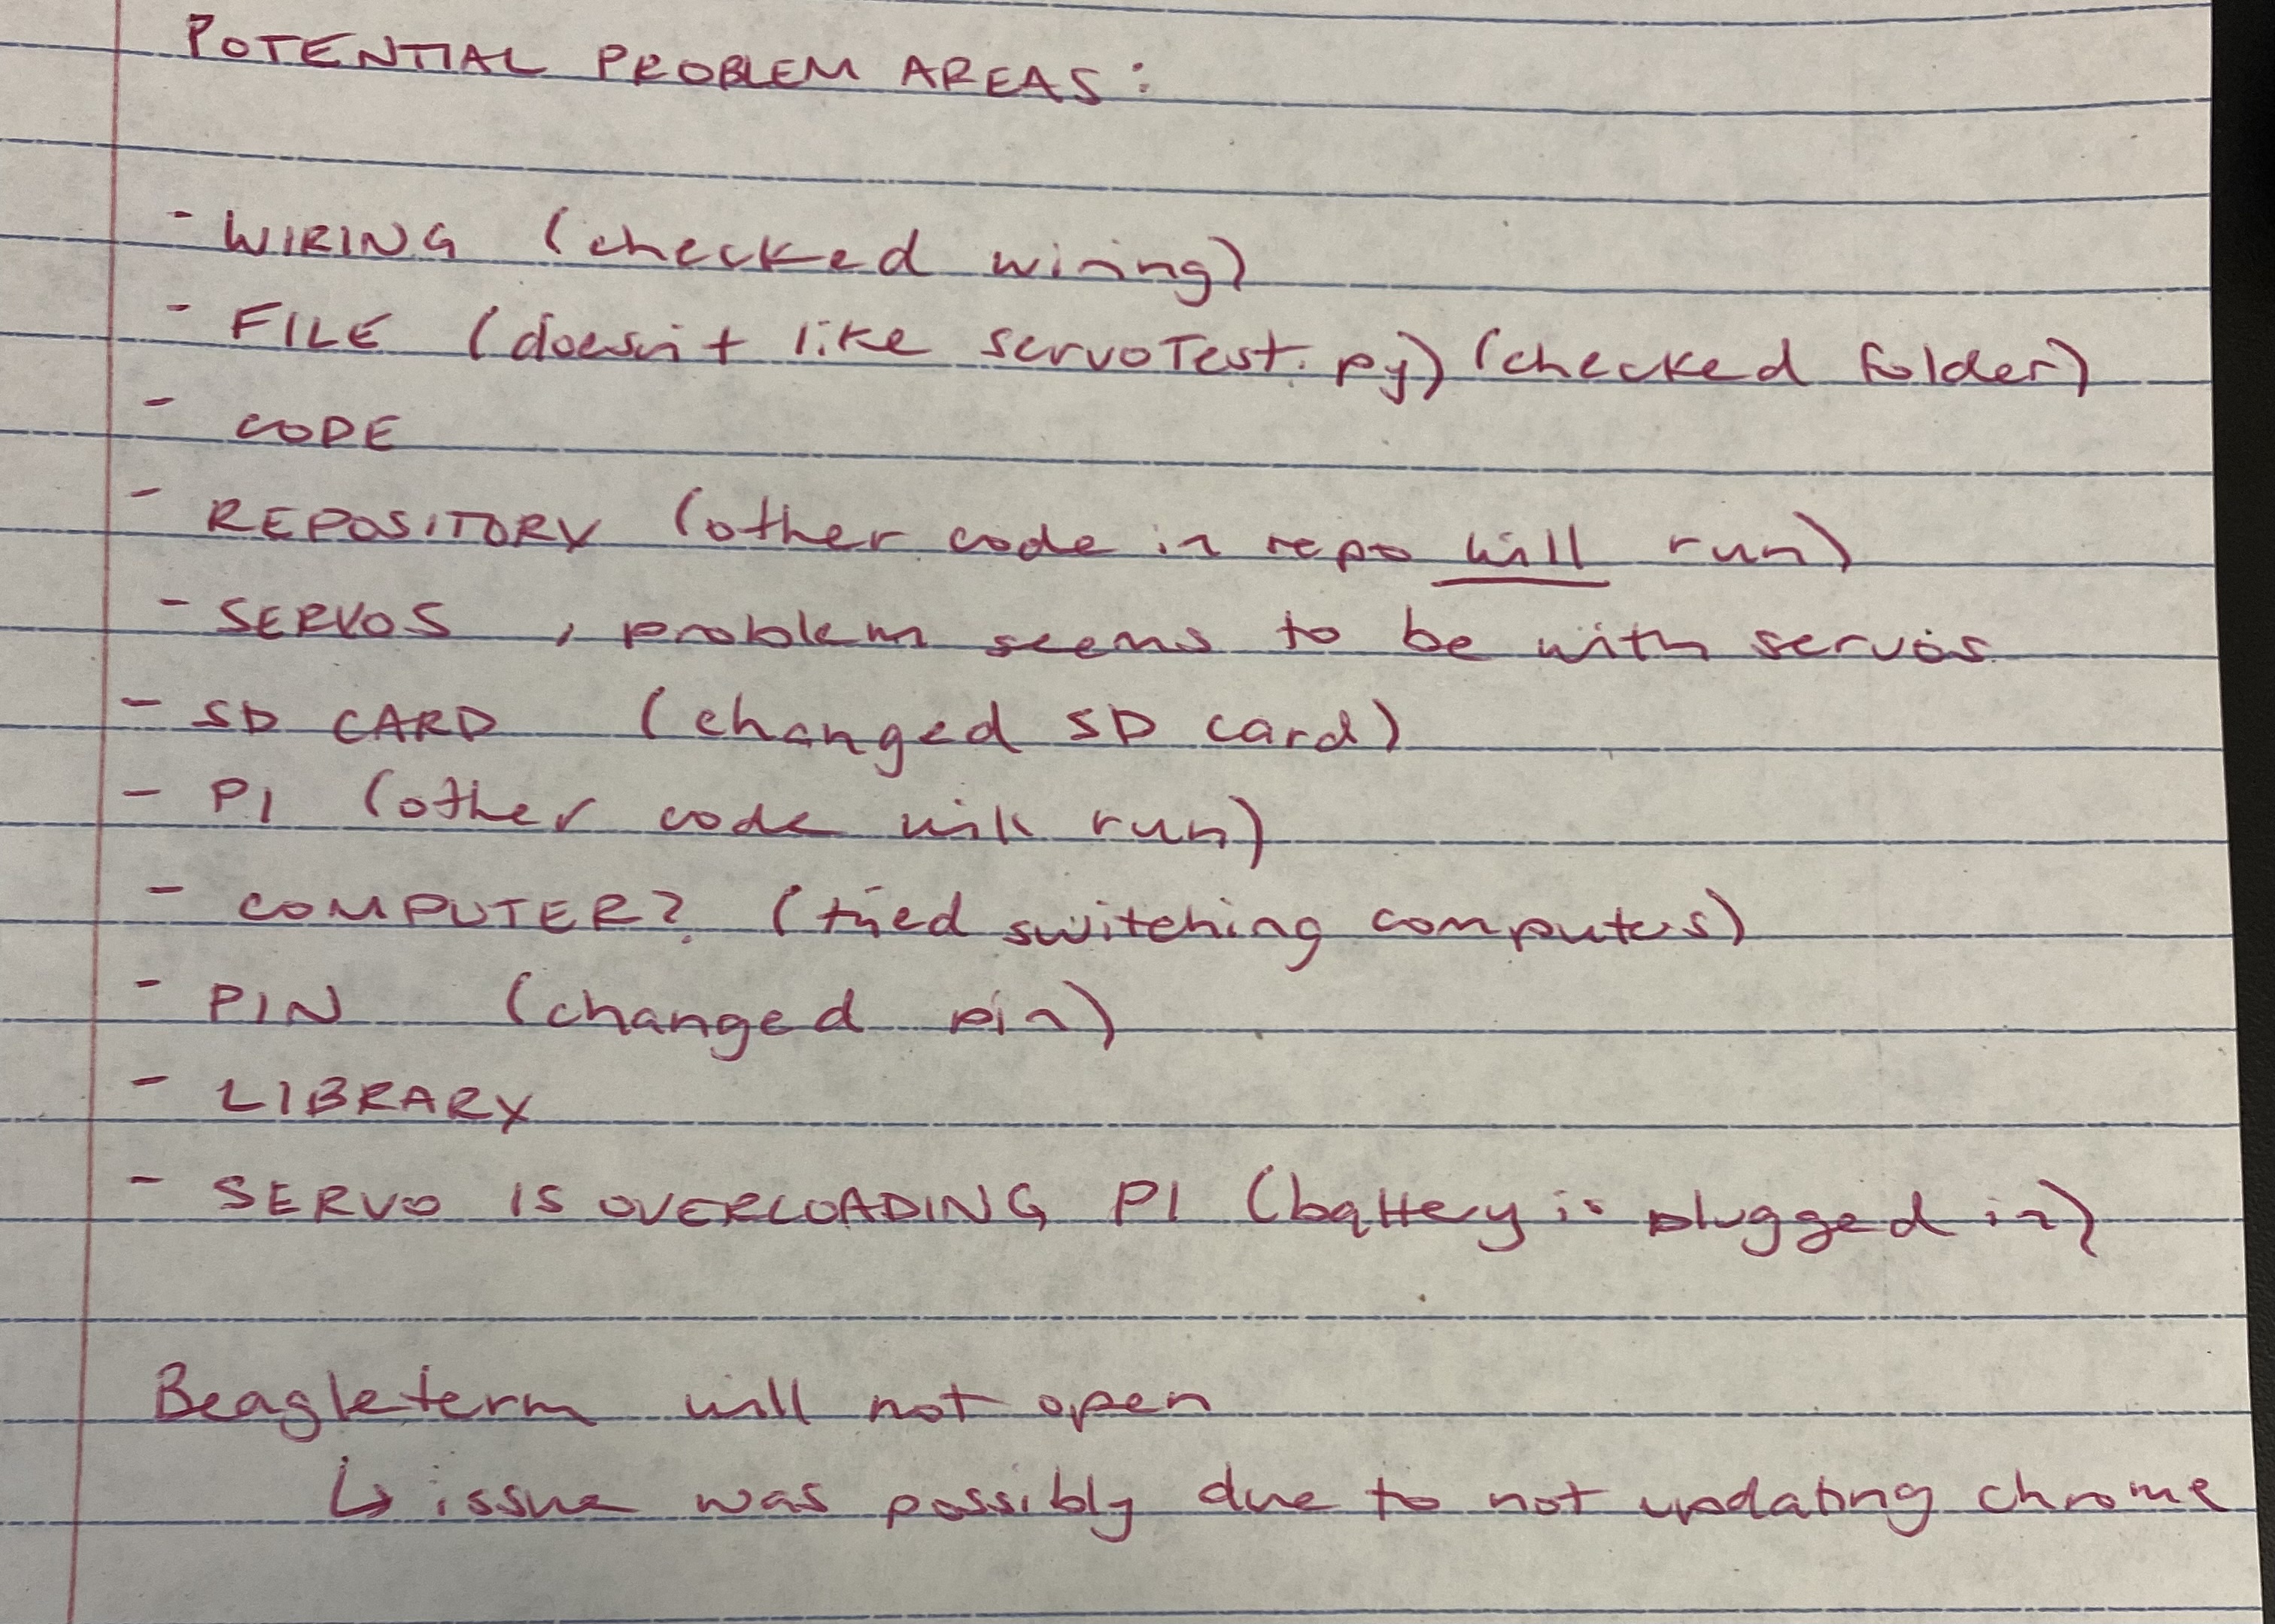 POTENTIAL PROBLEM AREAS:
- WIRING (checked wiring)
- FILE (doesn't like servoTest.py) (checked folder)
- CODE
- REPOSITORY (other code in repo will run)
- SERVOS, problem seems to be with servos
- SD CARD (changed SD card)
- PI (other code will run)
- COMPUTER? (tried switching computers)
- PIN (changed pin)
- LIBRARY
- SERVO IS OVERLOADING PI (battery is plugged in)
Beagleterm will not open
↳ issue was possibly due to not updating chrome